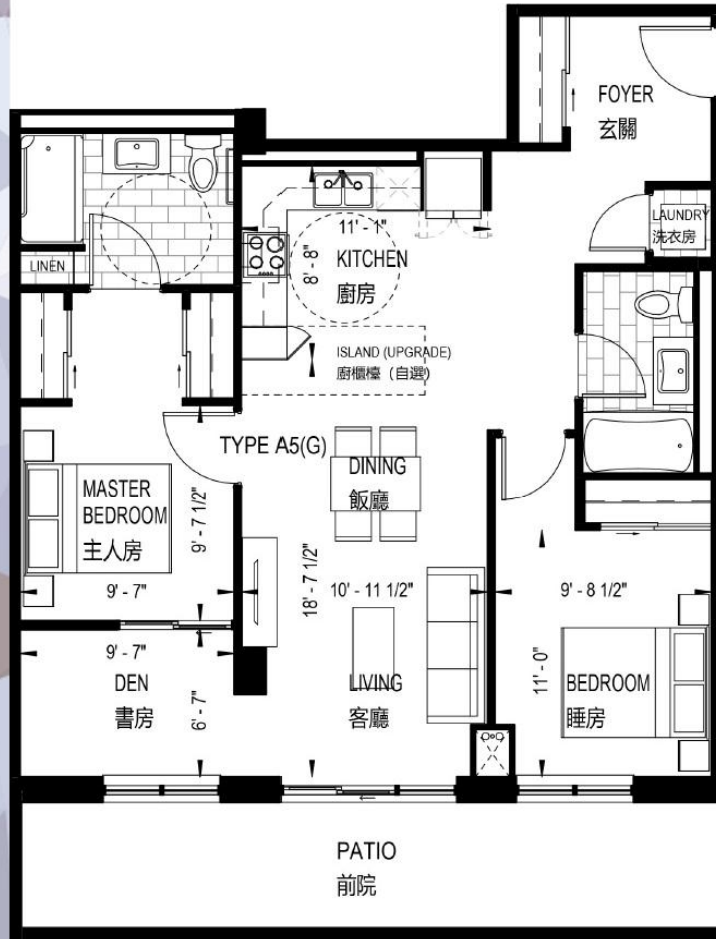 FOYER
玄關
LAUNDRY
洗衣房
LINEN
11' - 1"
8' - 8"
KITCHEN
廚房
ISLAND (UPGRADE)
廚櫃檯（自選）
TYPE A5(G)
DINING
飯廳
MASTER
BEDROOM
主人房
9' - 7 1/2"
9' - 7"
18' - 7 1/2"
10' - 11 1/2"
9' - 8 1/2"
9' - 7"
DEN
書房
6' - 7"
LIVING
客廳
11' - 0"
BEDROOM
睡房
PATIO
前院